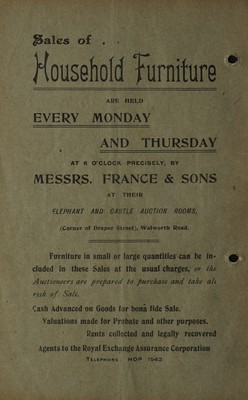 Sales of . .
Household Furniture
ARE HELD
EVERY MONDAY
AND THURSDAY
AT 6 O'CLOCK PRECISELY, BY
MESSRS. FRANCE & SONS
AT THEIR
ELEPHANT AND CASTLE AUCTION ROOMS,
(Corner of Draper Street), Walworth Road.
Furniture in small or large quantities can be in-
cluded in these Sales at the usual charges, or the
Auctioneers are prepared to purchase and take all
risk of Sale.
Cash Advanced on Goods for bona fide Sale.
Valuations made for Probate and other purposes.
Rents collected and legally recovered
Agents to the Royal Exchange Assurance Corporation
TELEPHONE HOP 1943